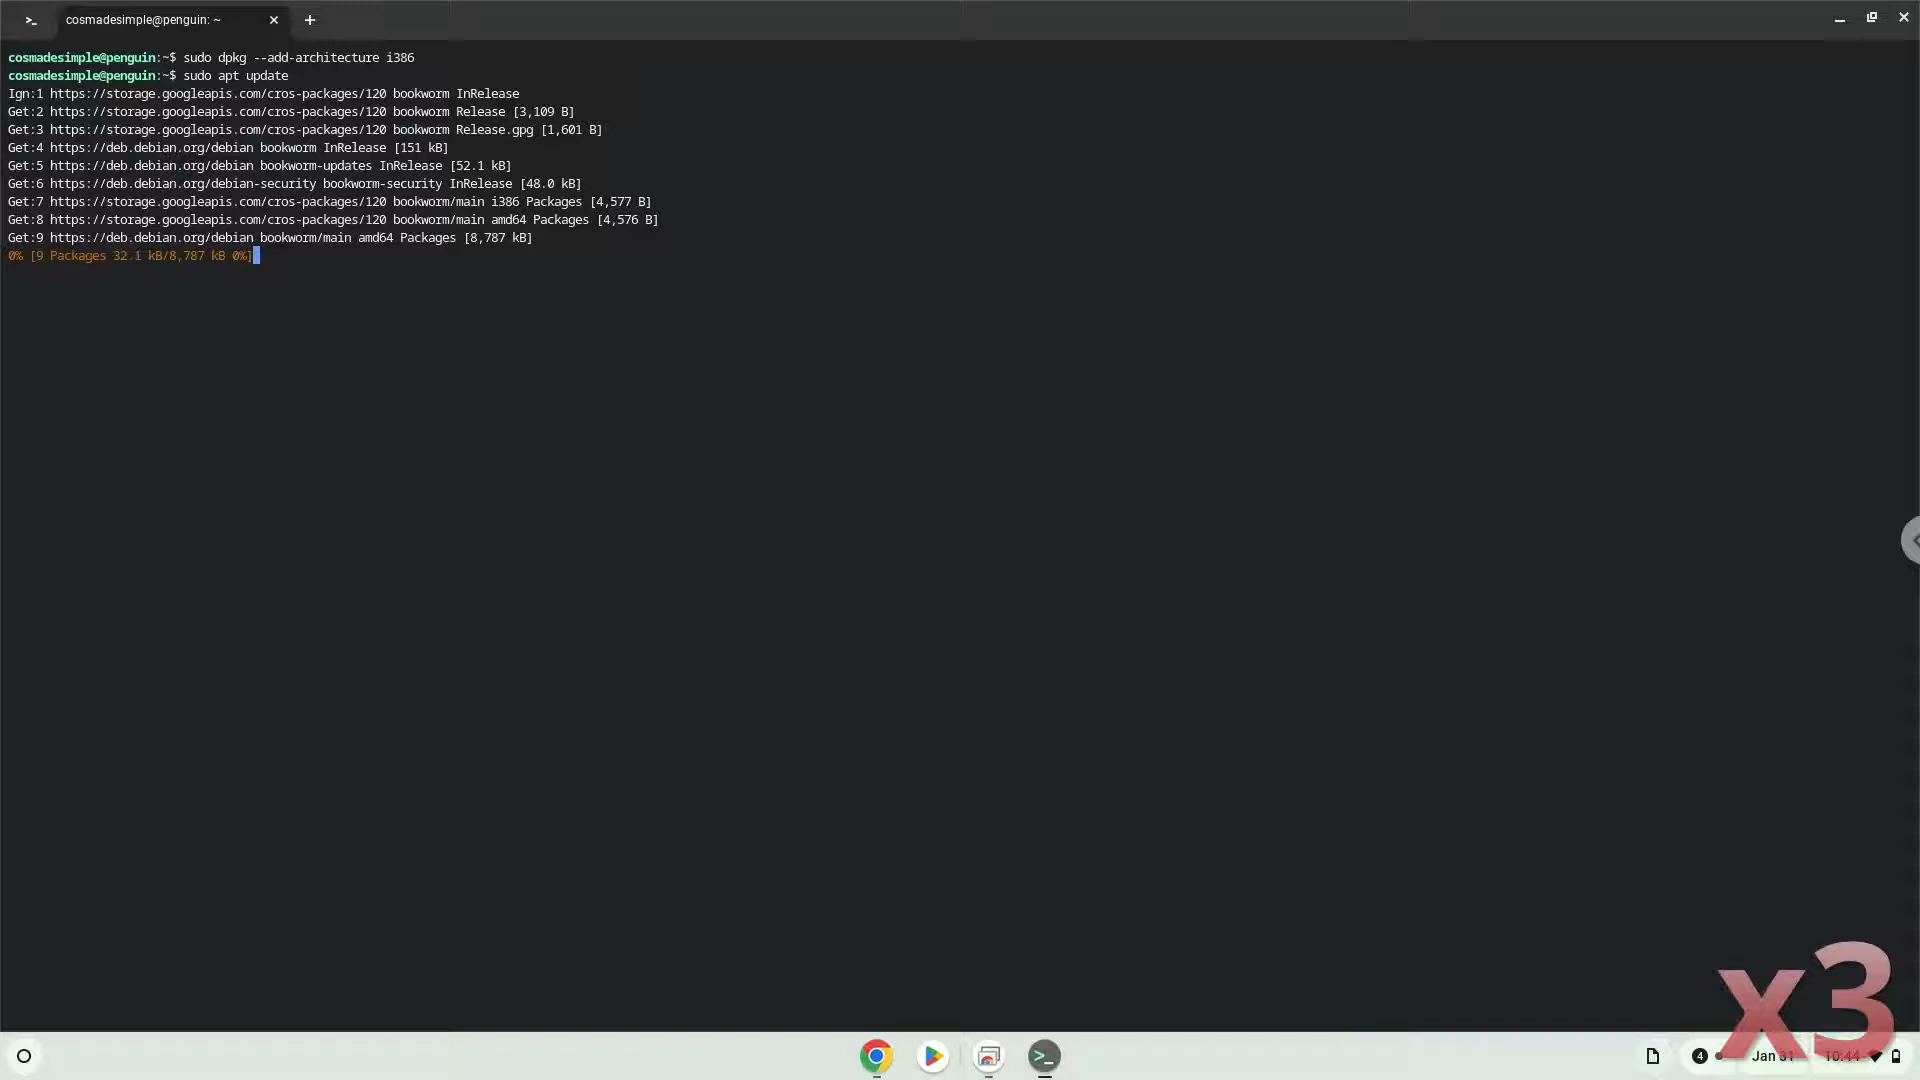 cosmadesimple@penguin: ~
cosmadesimple@penguin:~$ sudo dpkg --add-architecture i386
cosmadesimple@penguin:~$ sudo apt update
Ign:1 https://storage.googleapis.com/cros-packages/120 bookworm InRelease
Get:2 https://storage.googleapis.com/cros-packages/120 bookworm Release [3,109 B]
Get:3 https://storage.googleapis.com/cros-packages/120 bookworm Release.gpg [1,601 B]
Get:4 https://deb.debian.org/debian bookworm InRelease [151 kB]
Get:5 https://deb.debian.org/debian bookworm-updates InRelease [52.1 kB]
Get:6 https://deb.debian.org/debian-security bookworm-security InRelease [48.0 kB]
Get:7 https://storage.googleapis.com/cros-packages/120 bookworm/main i386 Packages [4,577 B]
Get:8 https://storage.googleapis.com/cros-packages/120 bookworm/main amd64 Packages [4,576 B]
Get:9 https://deb.debian.org/debian bookworm/main amd64 Packages [8,787 kB]
0% [9 Packages 32.1 kB/8,787 kB 0%]
x3
4 Jan 31 10:44